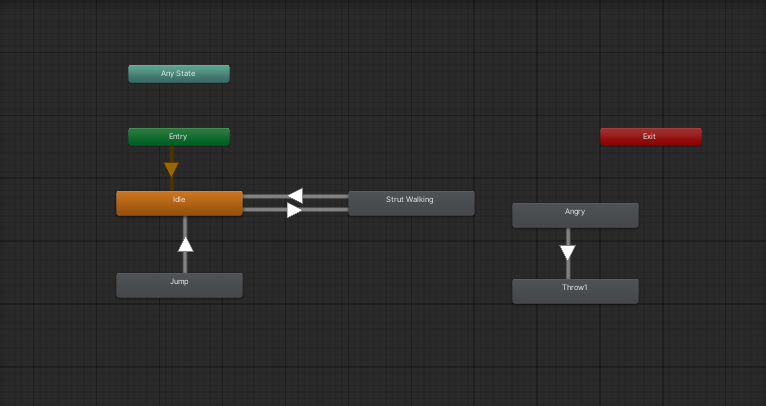 Any State
Entry
Exit
Idle
Strut Walking
Angry
Jump
Throw1